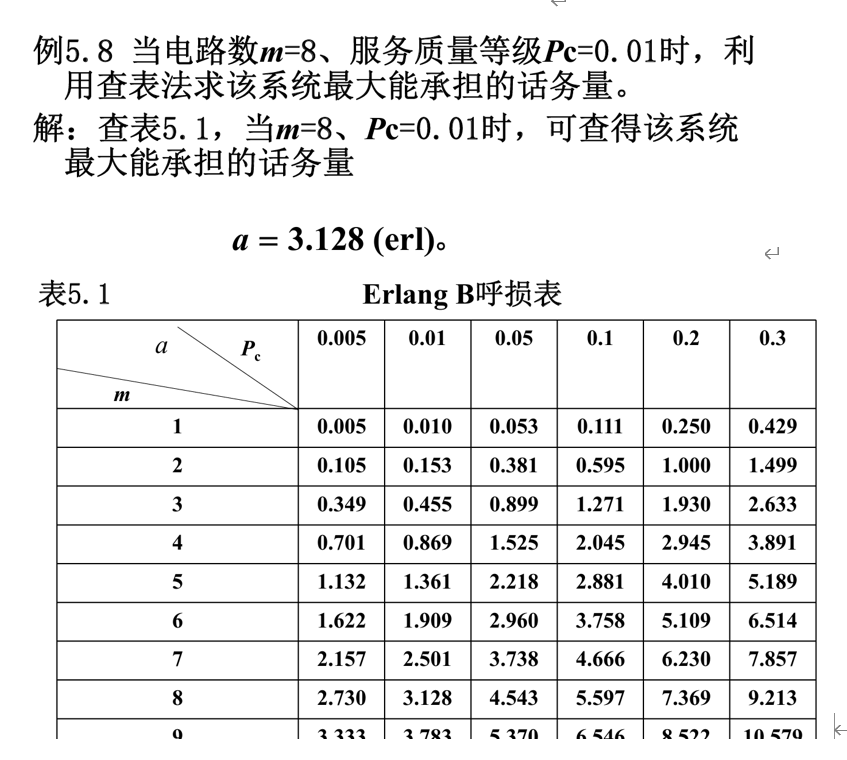 例5.8 当电路数m=8、服务质量等级Pc=0.01时，利
用查表法求该系统最大能承担的话务量。
解：查表5.1，当m=8、Pc=0.01时，可查得该系统
最大能承担的话务量
a = 3.128 (erl)。
表5.1 Erlang B呼损表
a Pc 0.005 0.01 0.05 0.1 0.2 0.3
m
1 0.005 0.010 0.053 0.111 0.250 0.429
2 0.105 0.153 0.381 0.595 1.000 1.499
3 0.349 0.455 0.899 1.271 1.930 2.633
4 0.701 0.869 1.525 2.045 2.945 3.891
5 1.132 1.361 2.218 2.881 4.010 5.189
6 1.622 1.909 2.960 3.758 5.109 6.514
7 2.157 2.501 3.738 4.666 6.230 7.857
8 2.730 3.128 4.543 5.597 7.369 9.213
9 3.333 3.783 5.370 6.546 8.522 10.579